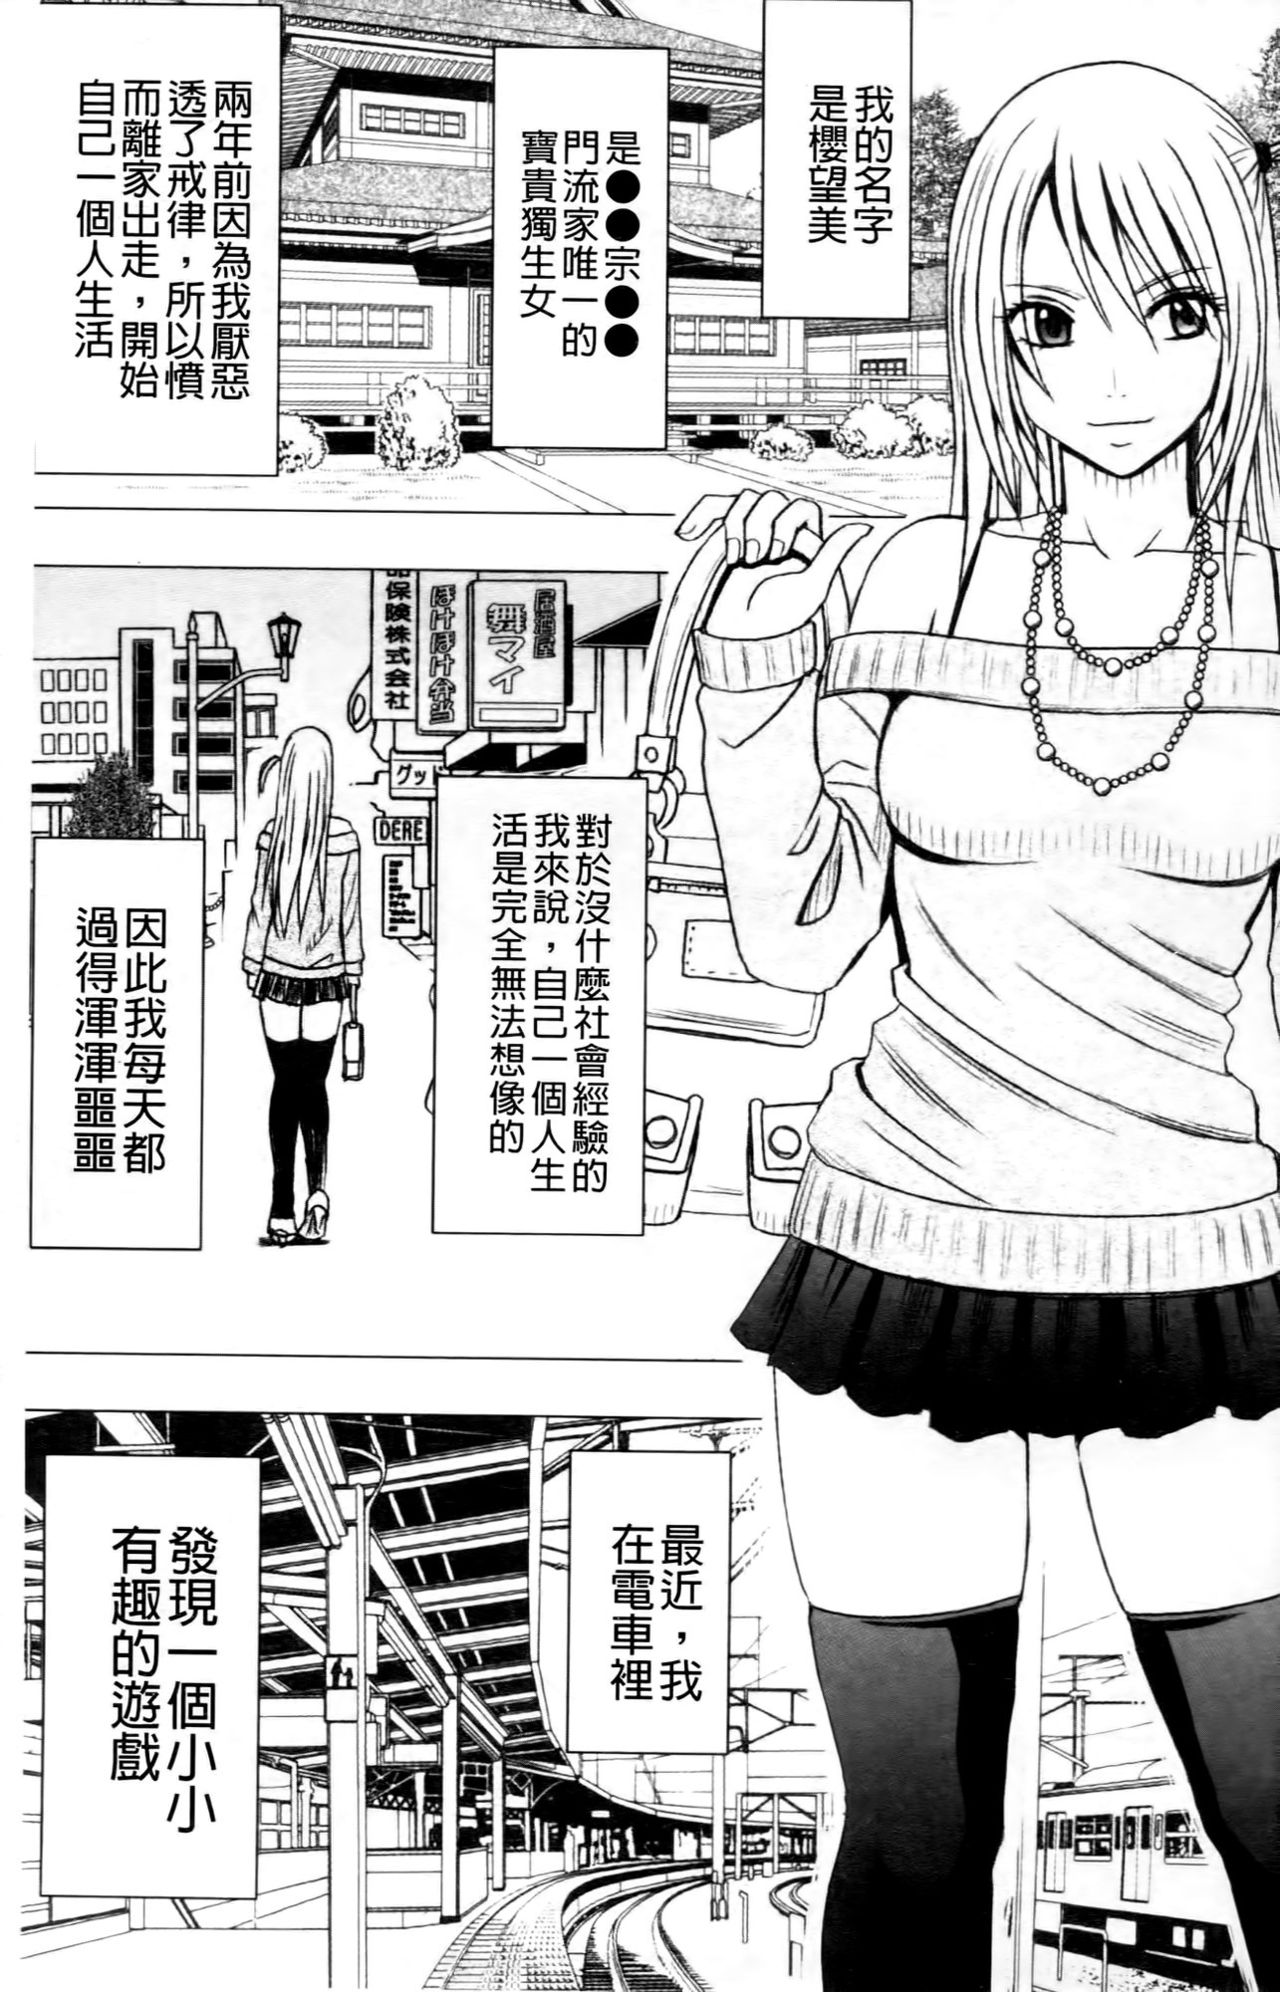 我的名字
是櫻望美
是●●宗●●
門流家唯一的
寶貴獨生女
兩年前因為我厭惡
透了戒律，所以憤
而離家出走，開始
自己一個人生活
居酒屋
舞マイ
ほけほけ弁当
品保険株式会社
グッド
DERE
對於沒什麼社會經驗的
我來說，自己一個人生
活是完全無法想像的
因此我每天都
過得渾渾噩噩
最近，我
在電車裡
發現一個小小
有趣的遊戲